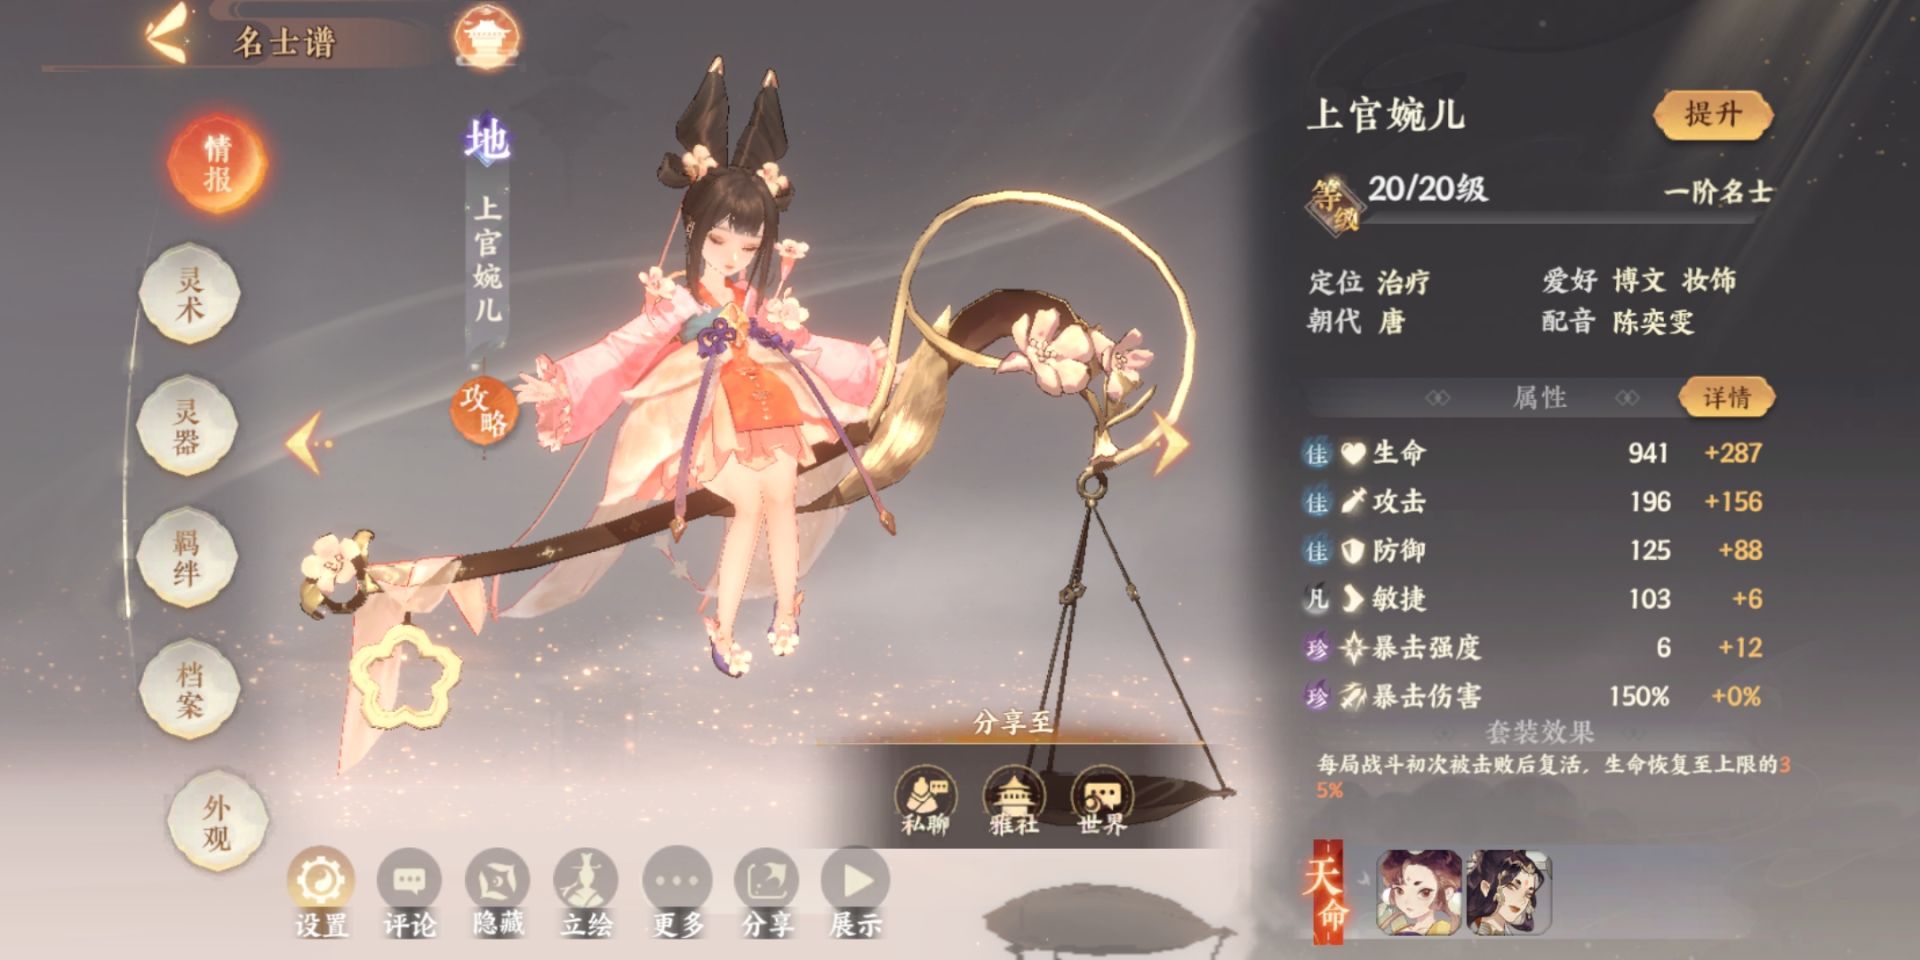 名士谱
情报
灵术
灵器
羁绊
档案
外观
地
上官婉儿
攻略
分享至
私聊 雅社 世界
设置 评论 隐藏 立绘 更多 分享 展示
上官婉儿 提升
等级 20/20级 一阶名士
定位 治疗 爱好 博文 妆饰
朝代 唐 配音 陈奕雯
属性 详情
佳 生命 941 +287
佳 攻击 196 +156
佳 防御 125 +88
凡 敏捷 103 +6
珍 暴击强度 6 +12
珍 暴击伤害 150% +0%
套装效果
每局战斗初次被击败后复活，生命恢复至上限的3
5%
天命